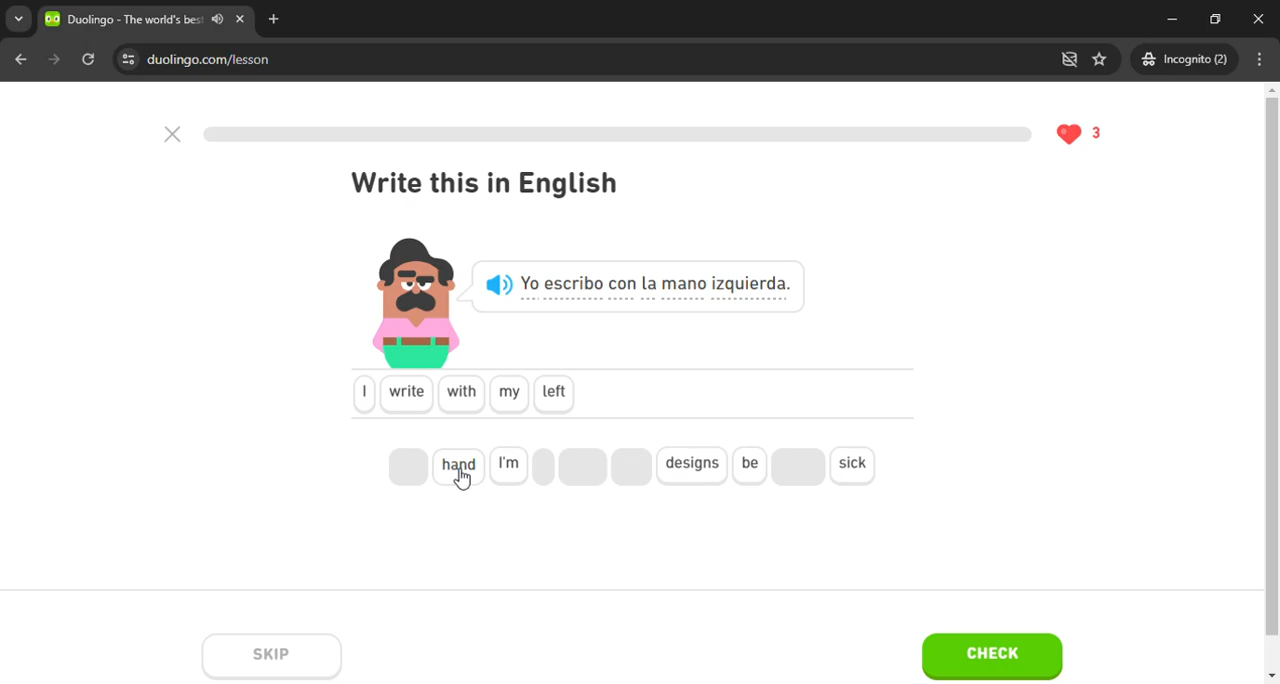 Duolingo - The world's bes
duolingo.com/lesson
Incognito (2)
3
Write this in English
Yo escribo con la mano izquierda.
I write with my left
hand I'm designs be sick
SKIP
CHECK